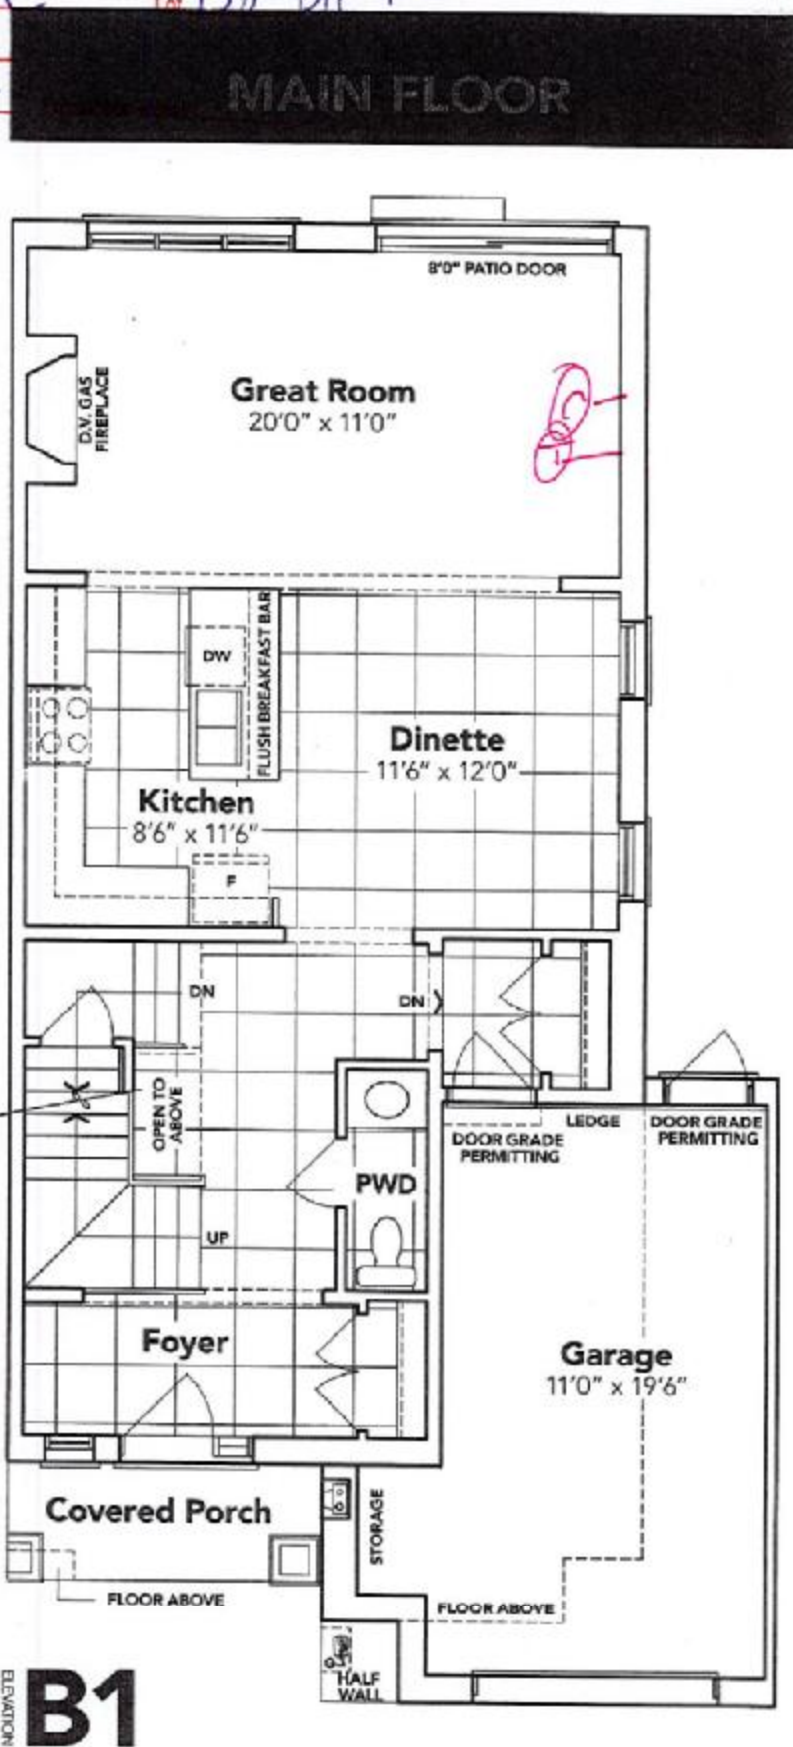 MAIN FLOOR
8'0" PATIO DOOR
Great Room
20'0" x 11'0"
D.V. GAS
FIREPLACE
DW
FLUSH BREAKFAST BAR
Dinette
11'6" x 12'0"
Kitchen
8'6" x 11'6"
F
DN
DN
OPEN TO
ABOVE
LEDGE
DOOR GRADE
PERMITTING
DOOR GRADE
PERMITTING
PWD
UP
Foyer
Garage
11'0" x 19'6"
Covered Porch
STORAGE
FLOOR ABOVE
FLOOR ABOVE
HALF
WALL
ELEVATION
B1